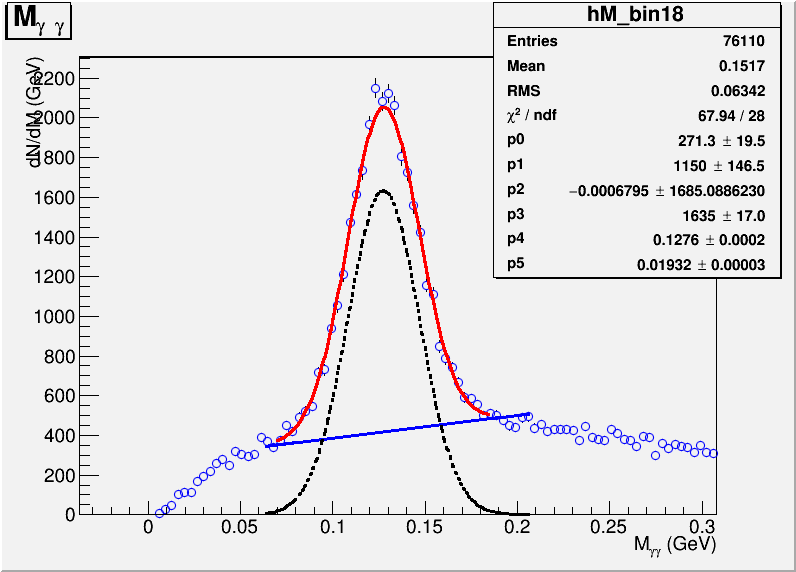 Mγ γ
hM_bin18
Entries 76110
Mean 0.1517
RMS 0.06342
χ² / ndf 67.94 / 28
p0 271.3 ± 19.5
p1 1150 ± 146.5
p2 −0.0006795 ± 1685.0886230
p3 1635 ± 17.0
p4 0.1276 ± 0.0002
p5 0.01932 ± 0.00003
dN/dM (GeV)
2200
2000
1800
1600
1400
1200
1000
800
600
400
200
0
0 0.05 0.1 0.15 0.2 0.25 0.3
Mγγ (GeV)